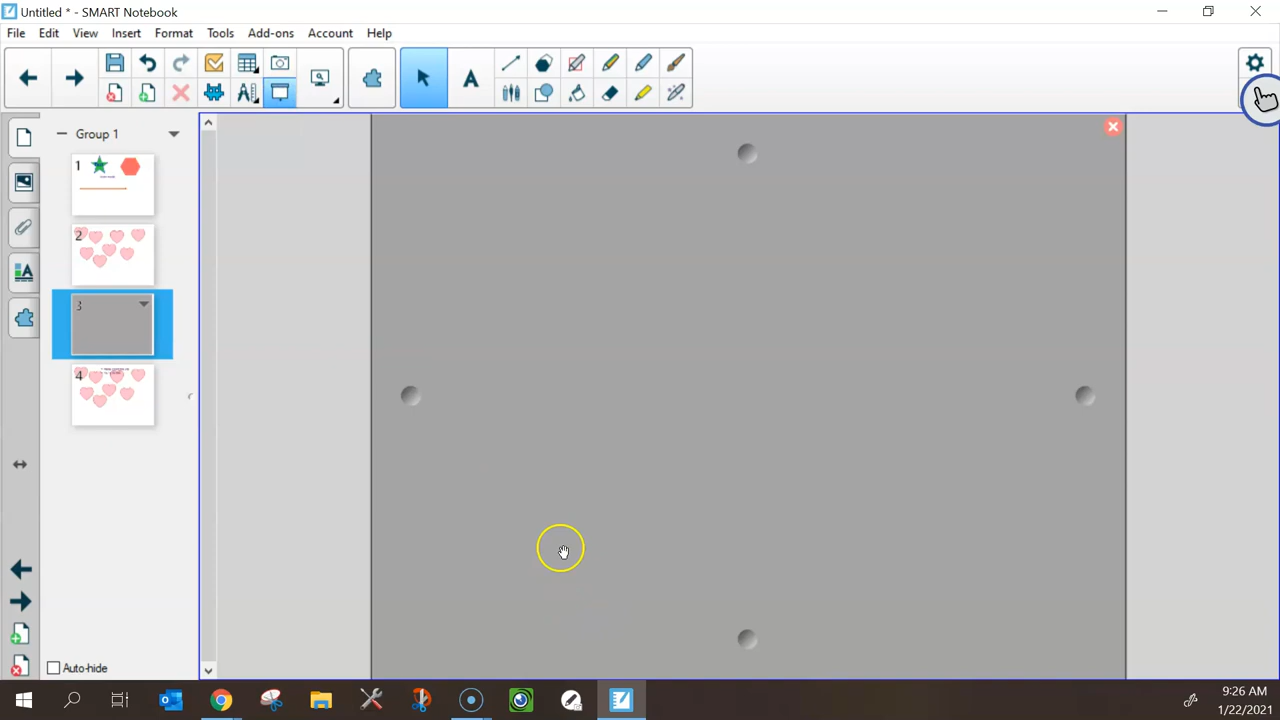 Untitled * - SMART Notebook
File Edit View Insert Format Tools Add-ons Account Help
Group 1
1
2
3
4
Auto-hide
9:26 AM
1/22/2021